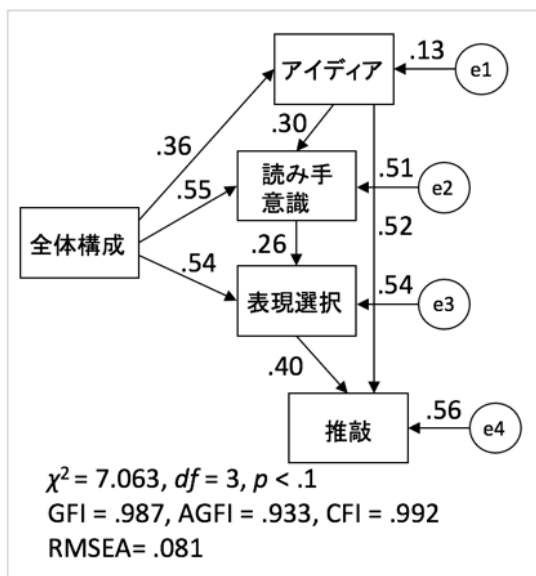 .13
アイディア
e1
.30
.36
.51
読み手
意識
e2
.55
.52
全体構成
.26
.54
.54
表現選択
e3
.40
.56
推敲
e4
χ² = 7.063, df = 3, p < .1
GFI = .987, AGFI = .933, CFI = .992
RMSEA= .081